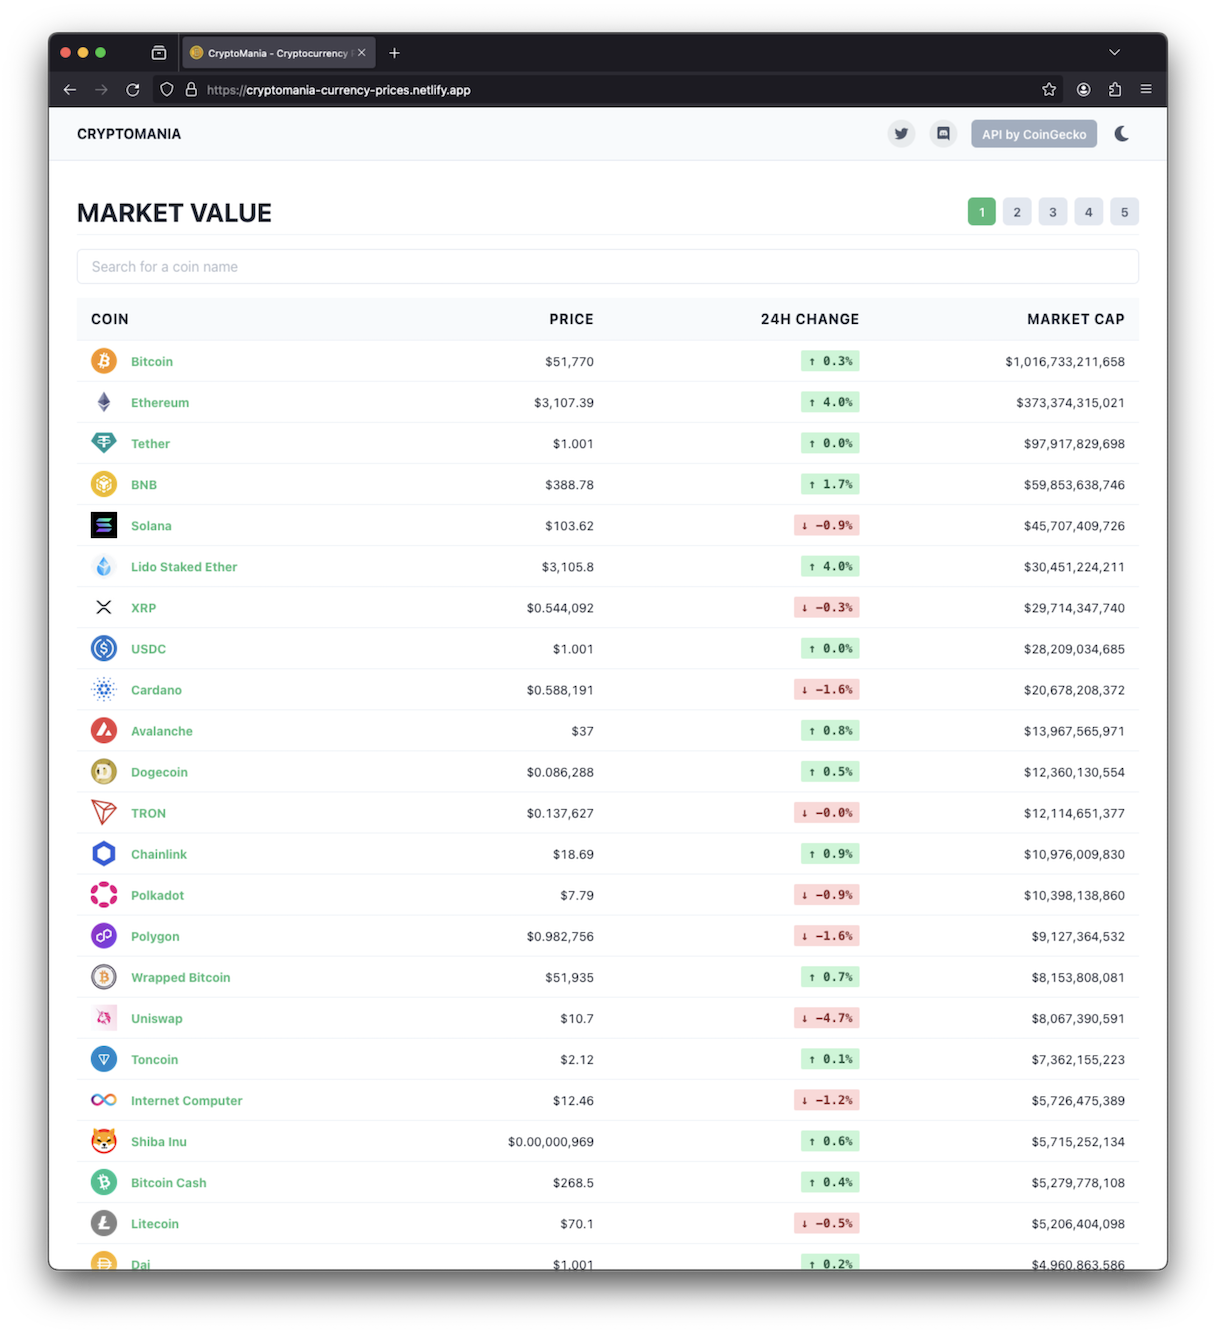 CryptoMania - Cryptocurrency
https://cryptomania-currency-prices.netlify.app
CRYPTOMANIA
API by CoinGecko
MARKET VALUE
1 2 3 4 5
Search for a coin name
COIN PRICE 24H CHANGE MARKET CAP
Bitcoin $51,770 ↑ 0.3% $1,016,733,211,658
Ethereum $3,107.39 ↑ 4.0% $373,374,315,021
Tether $1.001 ↑ 0.0% $97,917,829,698
BNB $388.78 ↑ 1.7% $59,853,638,746
Solana $103.62 ↓ -0.9% $45,707,409,726
Lido Staked Ether $3,105.8 ↑ 4.0% $30,451,224,211
XRP $0.544,092 ↓ -0.3% $29,714,347,740
USDC $1.001 ↑ 0.0% $28,209,034,685
Cardano $0.588,191 ↓ -1.6% $20,678,208,372
Avalanche $37 ↑ 0.8% $13,967,565,971
Dogecoin $0.086,288 ↑ 0.5% $12,360,130,554
TRON $0.137,627 ↓ -0.0% $12,114,651,377
Chainlink $18.69 ↑ 0.9% $10,976,009,830
Polkadot $7.79 ↓ -0.9% $10,398,138,860
Polygon $0.982,756 ↓ -1.6% $9,127,364,532
Wrapped Bitcoin $51,935 ↑ 0.7% $8,153,808,081
Uniswap $10.7 ↓ -4.7% $8,067,390,591
Toncoin $2.12 ↑ 0.1% $7,362,155,223
Internet Computer $12.46 ↓ -1.2% $5,726,475,389
Shiba Inu $0.00,000,969 ↑ 0.6% $5,715,252,134
Bitcoin Cash $268.5 ↑ 0.4% $5,279,778,108
Litecoin $70.1 ↓ -0.5% $5,206,404,098
Dai $1.001 ↑ 0.2% $4,960,863,586